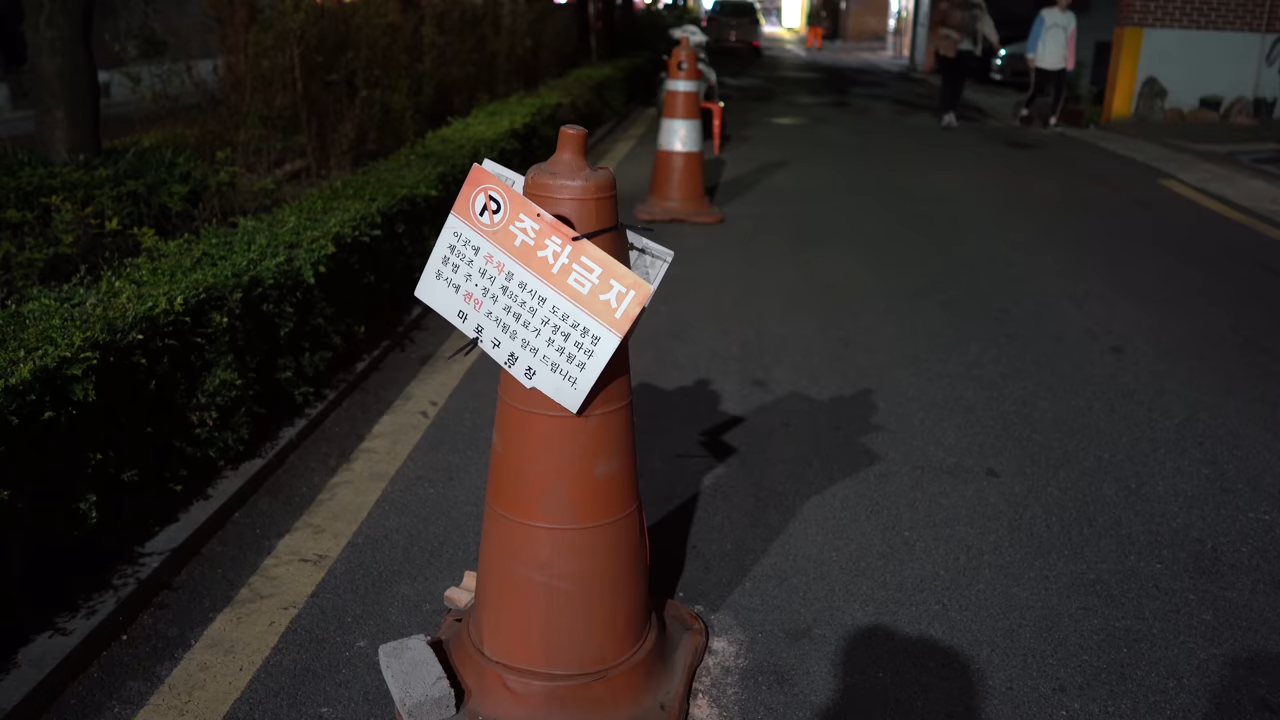 P 주차금지
이곳에 주차를 하시면 도로교통법
제32조 내지 제35조의 규정에 따라
불법 주·정차 과태료가 부과됨과
동시에 견인 조치됨을 알려 드립니다.
마포구청장